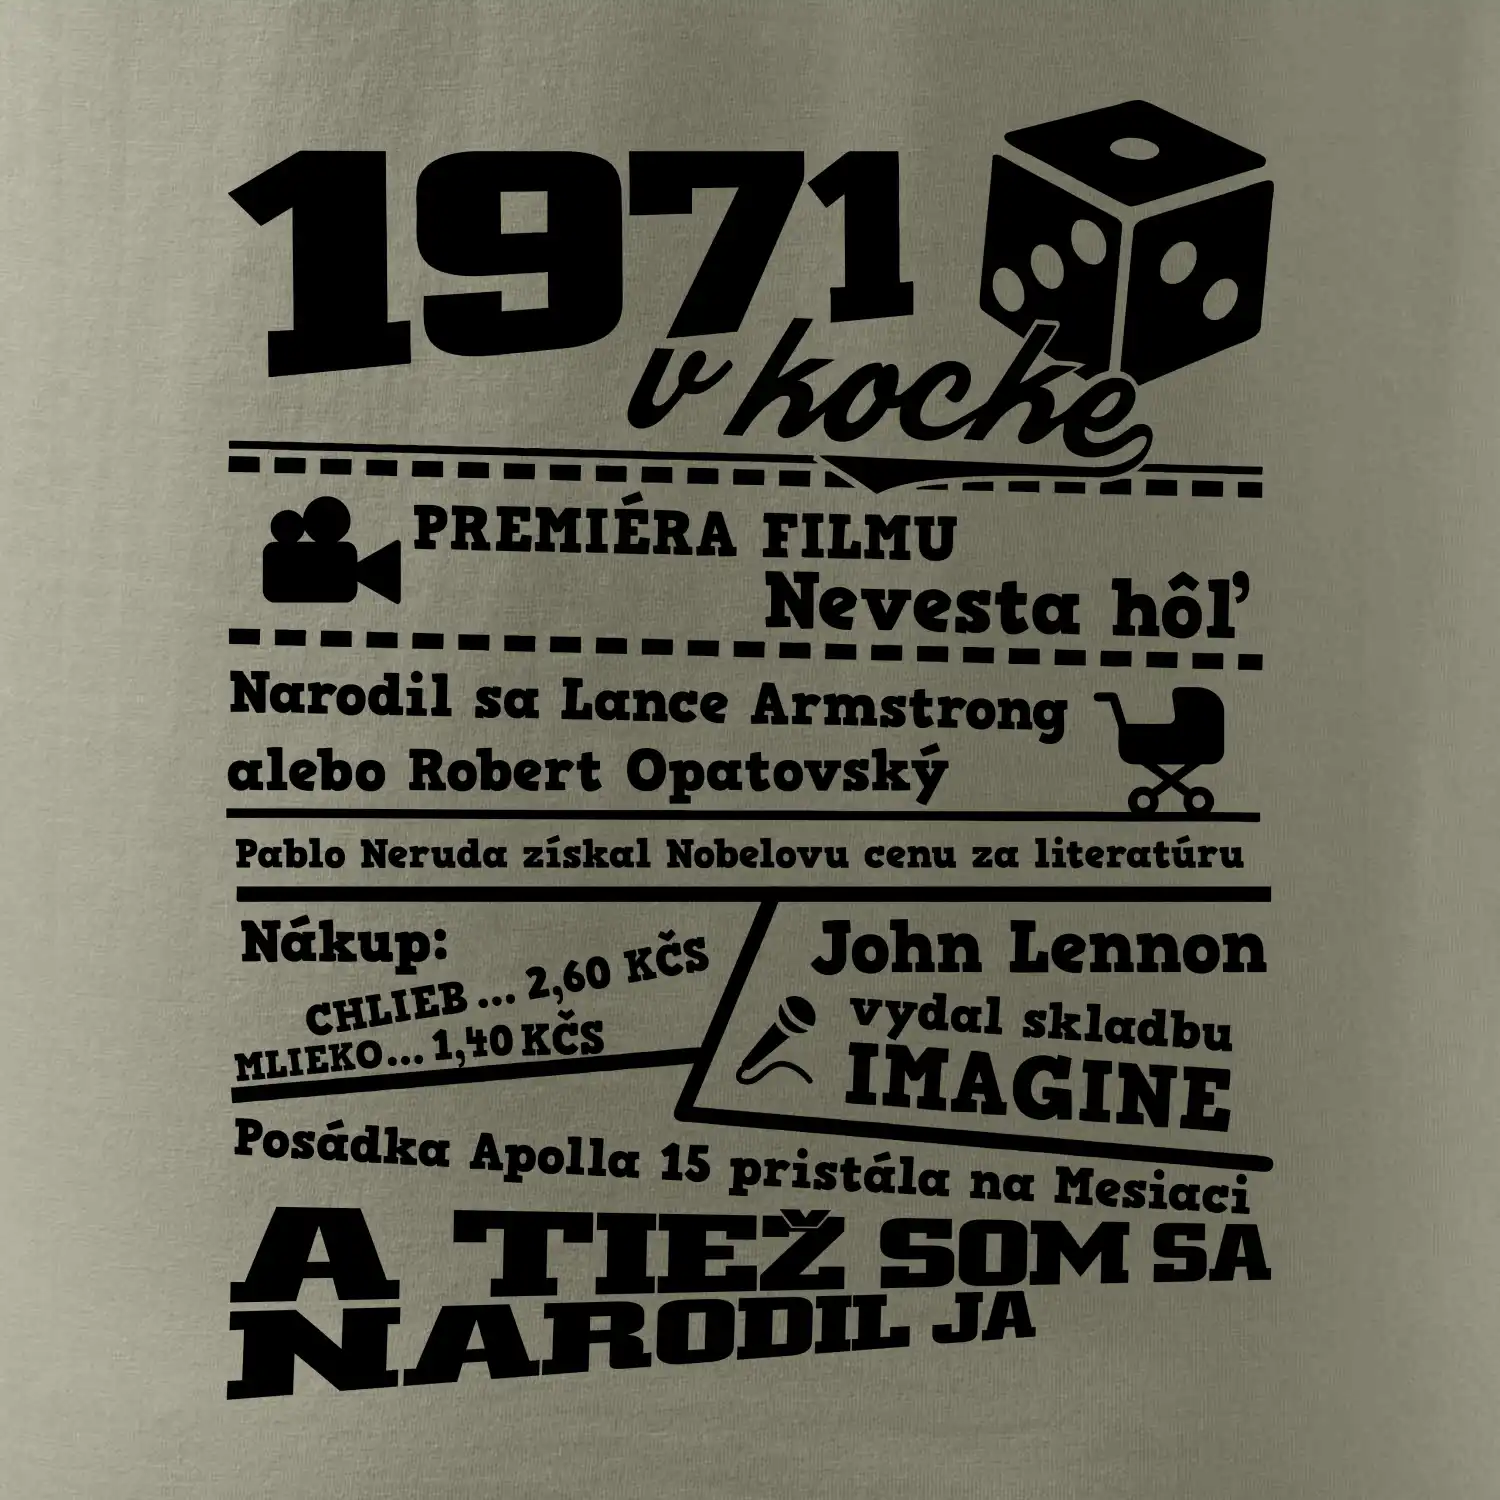 1971
v kocke
PREMIÉRA FILMU
Nevesta hôľ
Narodil sa Lance Armstrong
alebo Robert Opatovský
Pablo Neruda získal Nobelovu cenu za literatúru
Nákup:
CHLIEB ... 2,60 KČS
MLIEKO... 1,40 KČS
John Lennon
vydal skladbu
IMAGINE
Posádka Apolla 15 pristála na Mesiaci
A TIEŽ SOM SA
NARODIL JA